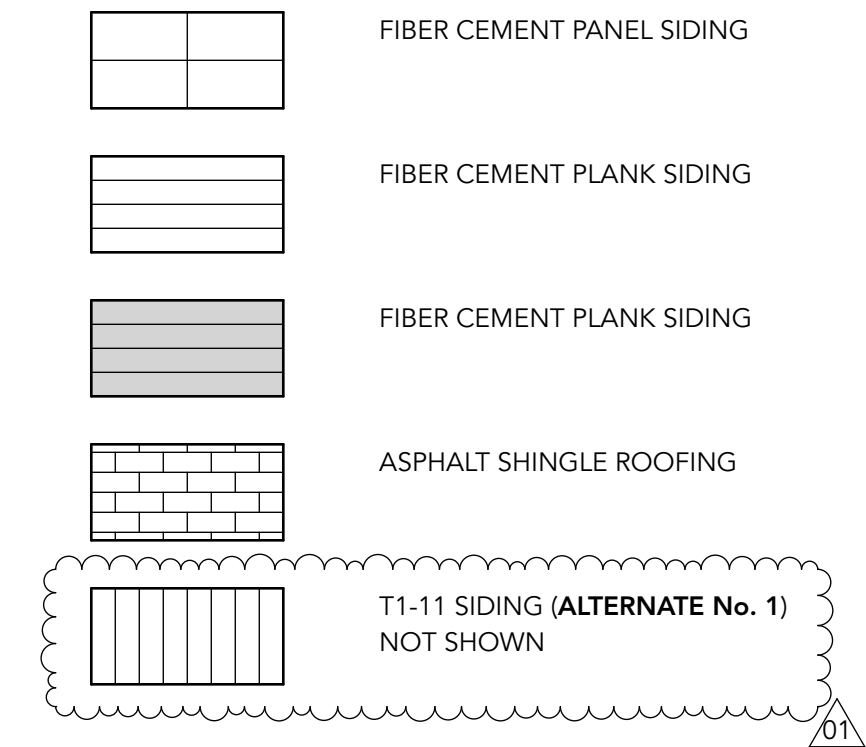 FIBER CEMENT PANEL SIDING
FIBER CEMENT PLANK SIDING
FIBER CEMENT PLANK SIDING
ASPHALT SHINGLE ROOFING
T1-11 SIDING (ALTERNATE No. 1)
NOT SHOWN
01